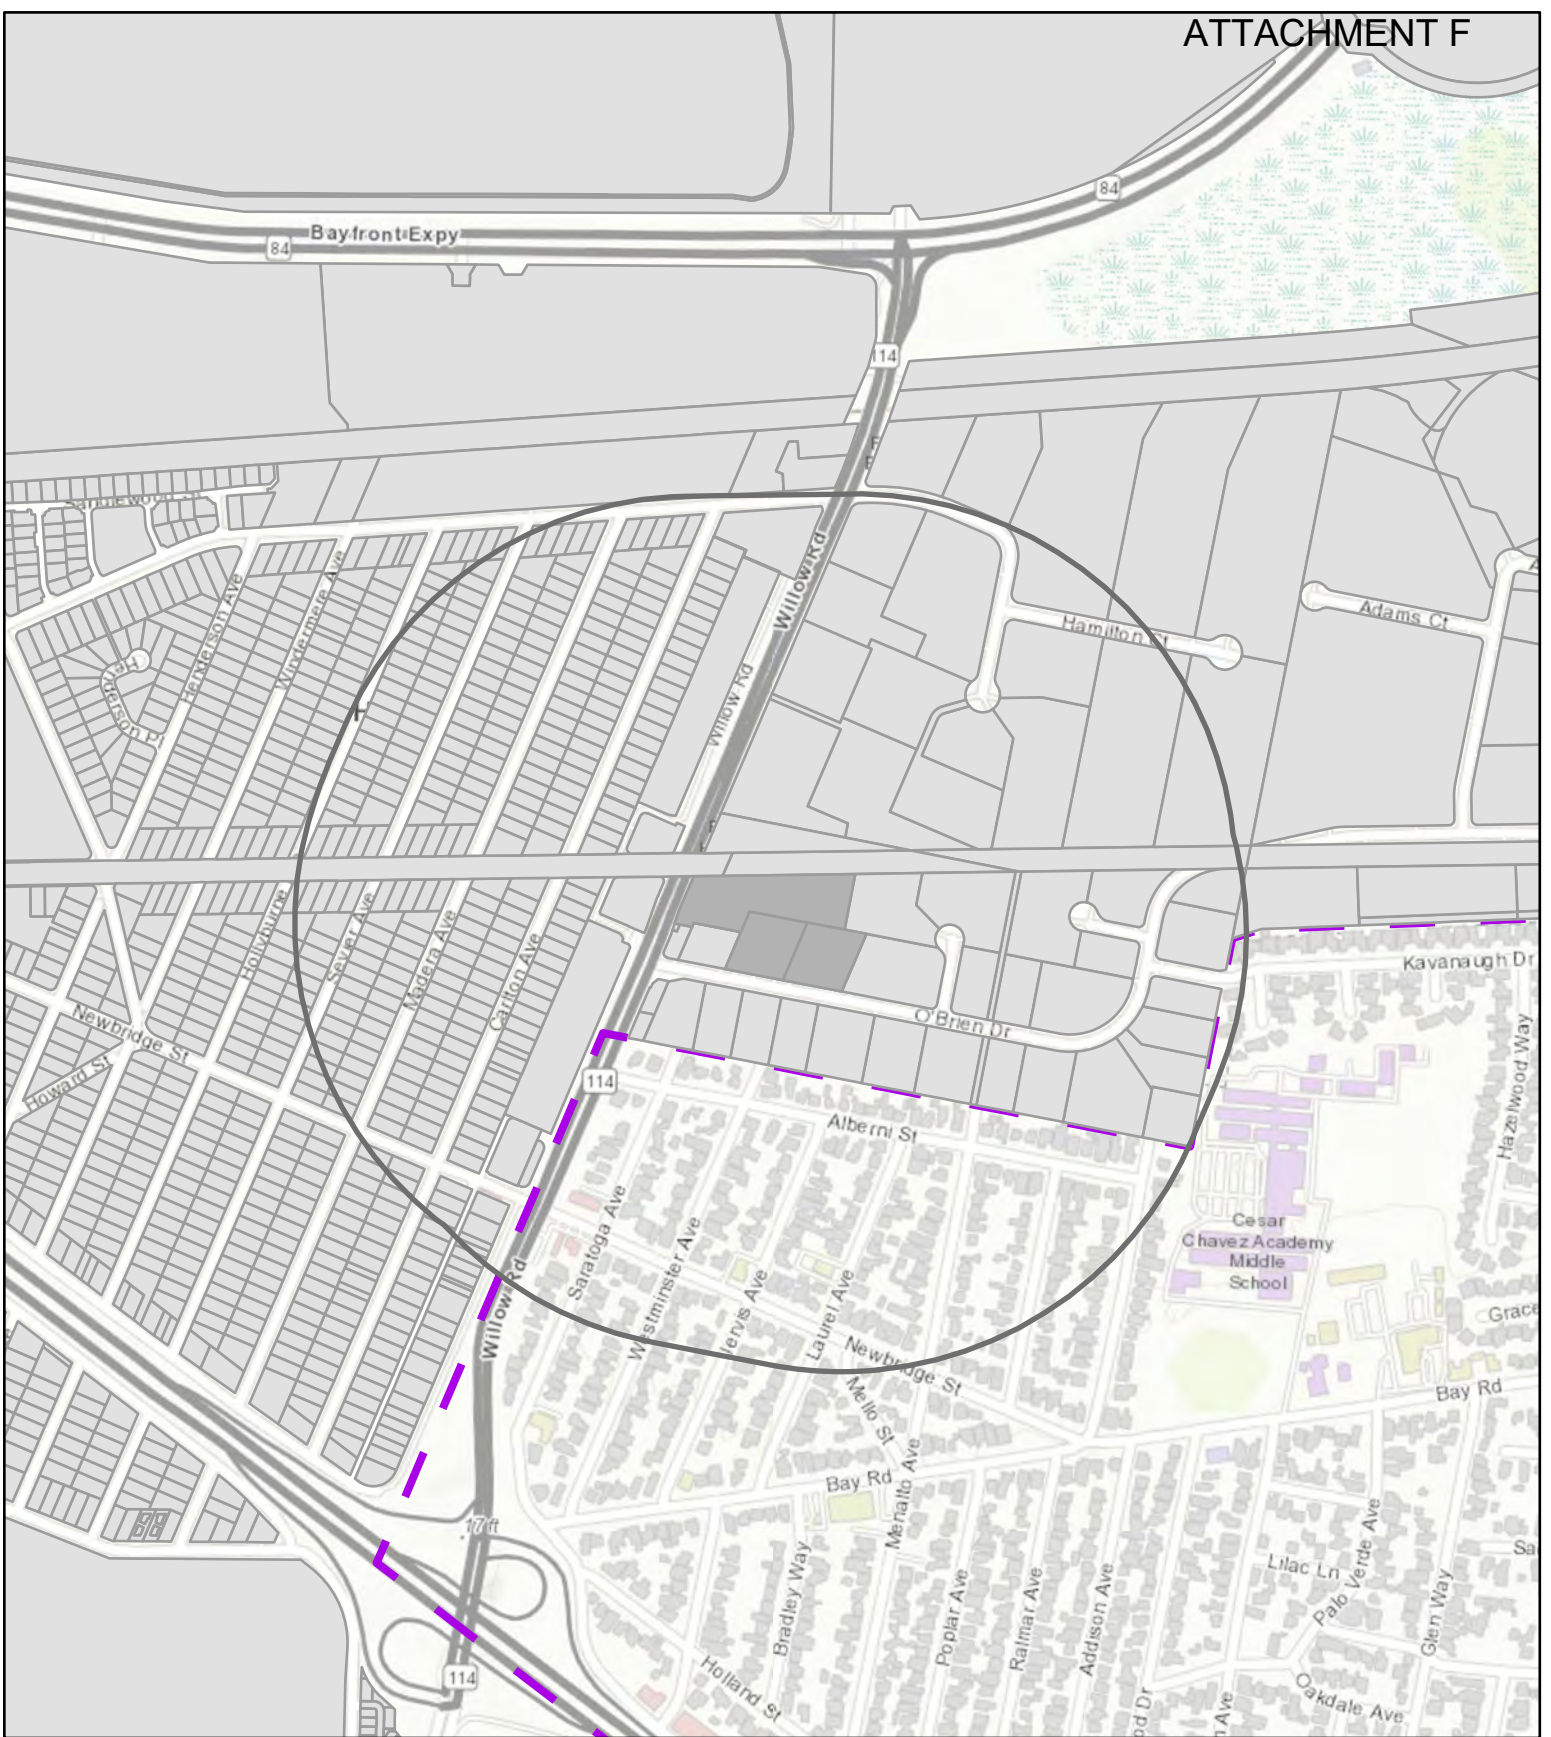 ATTACHMENT F
84
Bayfront Expy
84
114
F
F
Willow Rd
Adams Ct
Hamilton Ct
Henderson Ave
Windermere Ave
Henderson Pl
Willow Rd
F
F
Hollyburne
Sevier Ave
Madera Ave
Carlton Ave
Kavanaugh Dr
Newbridge St
O'Brien Dr
Howard St
114
Hazelwood Way
Alberni St
Cesar
Chavez Academy
Middle
School
Saratoga Ave
Westminster Ave
Willow Rd
Laurel Ave
Newbridge St
Mello St
Bay Rd
Bay Rd
Menalto Ave
17 ft
Bradley Way
Poplar Ave
Ralmar Ave
Addison Ave
Lilac Ln
Palo Verde Ave
Glen Way
114
Holland St
Oakdale Ave